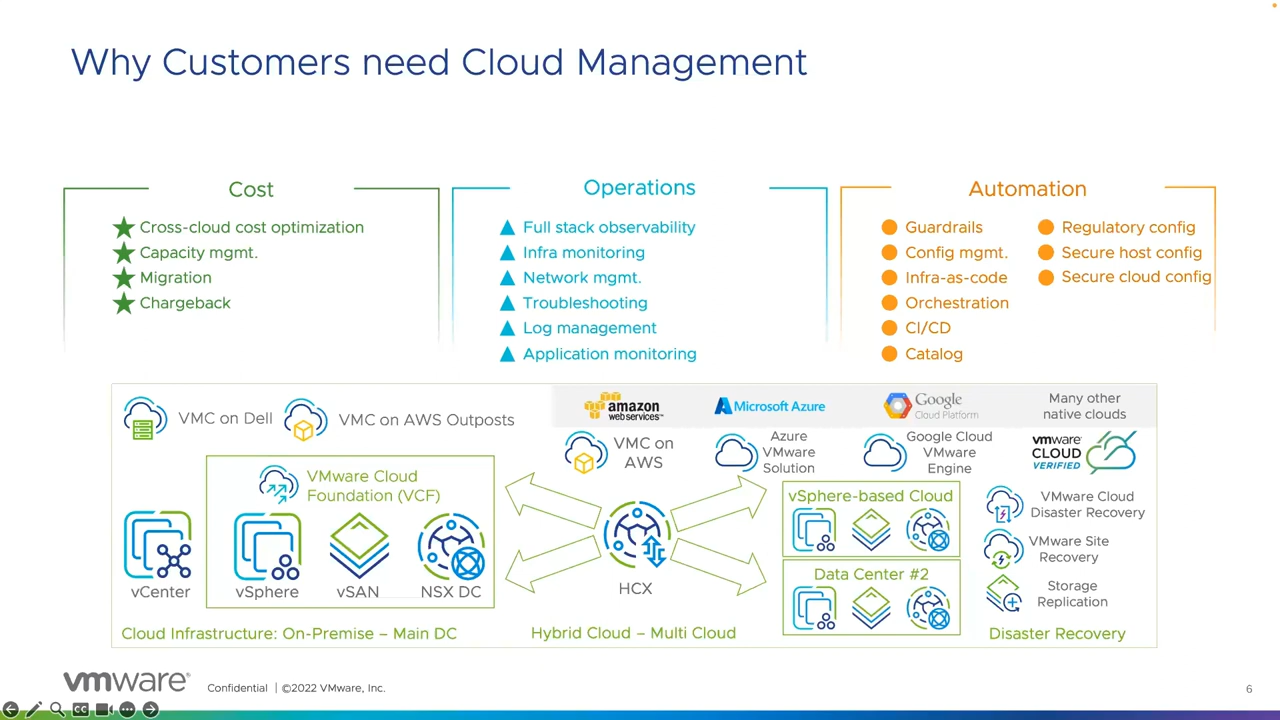 Why Customers need Cloud Management
Cost
Cross-cloud cost optimization
Capacity mgmt.
Migration
Chargeback
Operations
Full stack observability
Infra monitoring
Network mgmt.
Troubleshooting
Log management
Application monitoring
Automation
Guardrails
Config mgmt.
Infra-as-code
Orchestration
CI/CD
Catalog
Regulatory config
Secure host config
Secure cloud config
VMC on Dell
VMC on AWS Outposts
amazon
web services™
Microsoft Azure
Google
Cloud Platform
Many other
native clouds
VMC on
AWS
Azure
VMware
Solution
Google Cloud
VMware
Engine
vmware
CLOUD
VERIFIED
VMware Cloud
Foundation (VCF)
vCenter
vSphere
vSAN
NSX DC
HCX
vSphere-based Cloud
Data Center #2
VMware Cloud
Disaster Recovery
VMware Site
Recovery
Storage
Replication
Cloud Infrastructure: On-Premise – Main DC
Hybrid Cloud – Multi Cloud
Disaster Recovery
vmware®
Confidential | ©2022 VMware, Inc.
6
CC